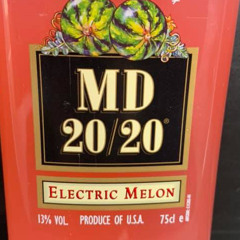 MD
20/20®
ELECTRIC MELON
13% VOL. PRODUCE OF U.S.A. 75cl e